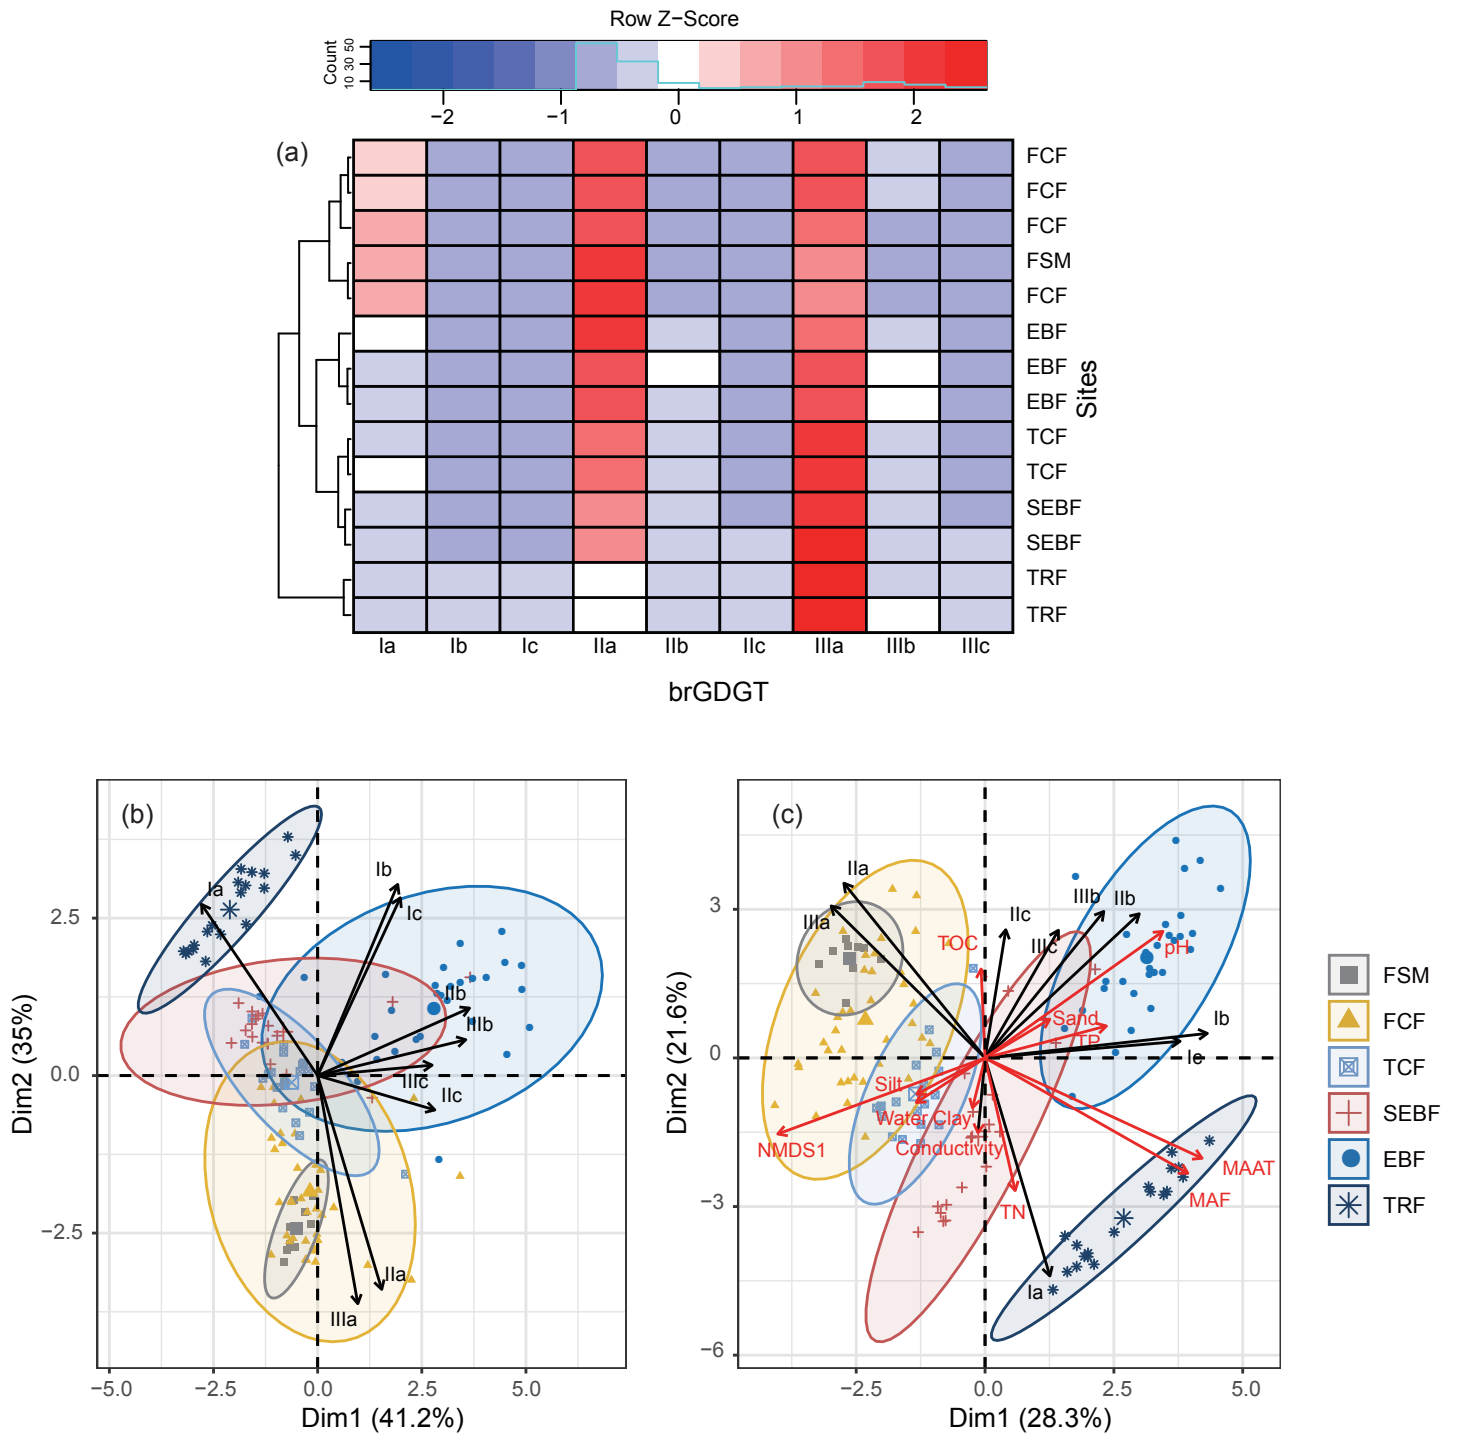 Row Z−Score
Count
10 30 50
−2 −1 0 1 2
(a)
FCF
FCF
FCF
FSM
FCF
EBF
EBF
EBF
TCF
TCF
SEBF
SEBF
TRF
TRF
Sites
Ia Ib Ic IIa IIb IIc IIIa IIIb IIIc
brGDGT
(b)
Ia
Ib
Ic
IIb
IIIb
IIIc
IIc
IIa
IIIa
2.5
0.0
−2.5
−5.0 −2.5 0.0 2.5 5.0
Dim2 (35%)
Dim1 (41.2%)
(c)
IIa
IIIa
IIc
IIIc
IIIb
IIb
TOC
pH
Sand
TP
Ib
Ic
Silt
Water Clay
Conductivity
NMDS1
TN
MAAT
MAF
Ia
3
0
−3
−6
−2.5 0.0 2.5 5.0
Dim2 (21.6%)
Dim1 (28.3%)
FSM
FCF
TCF
SEBF
EBF
TRF